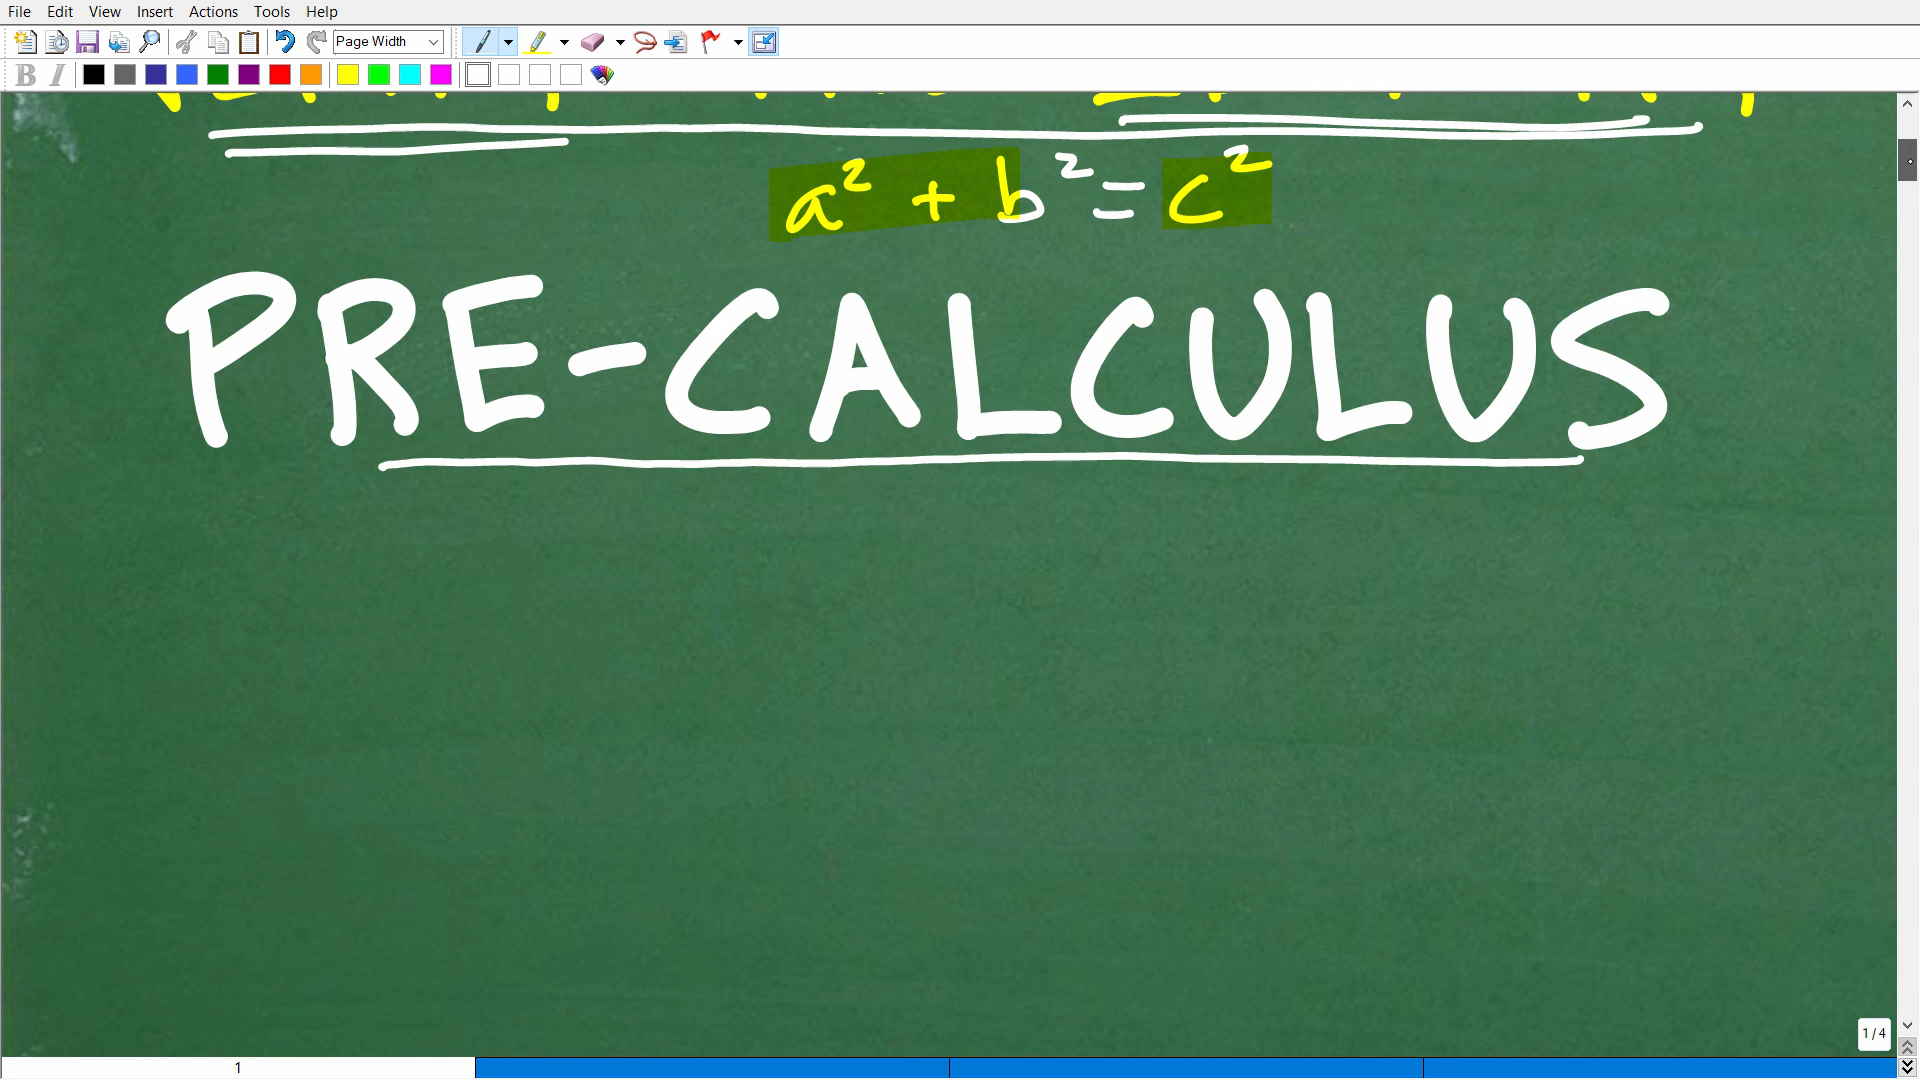 File Edit View Insert Actions Tools Help
Page Width
B I
a² + b² = c²
PRE-CALCULUS
1 / 4
1